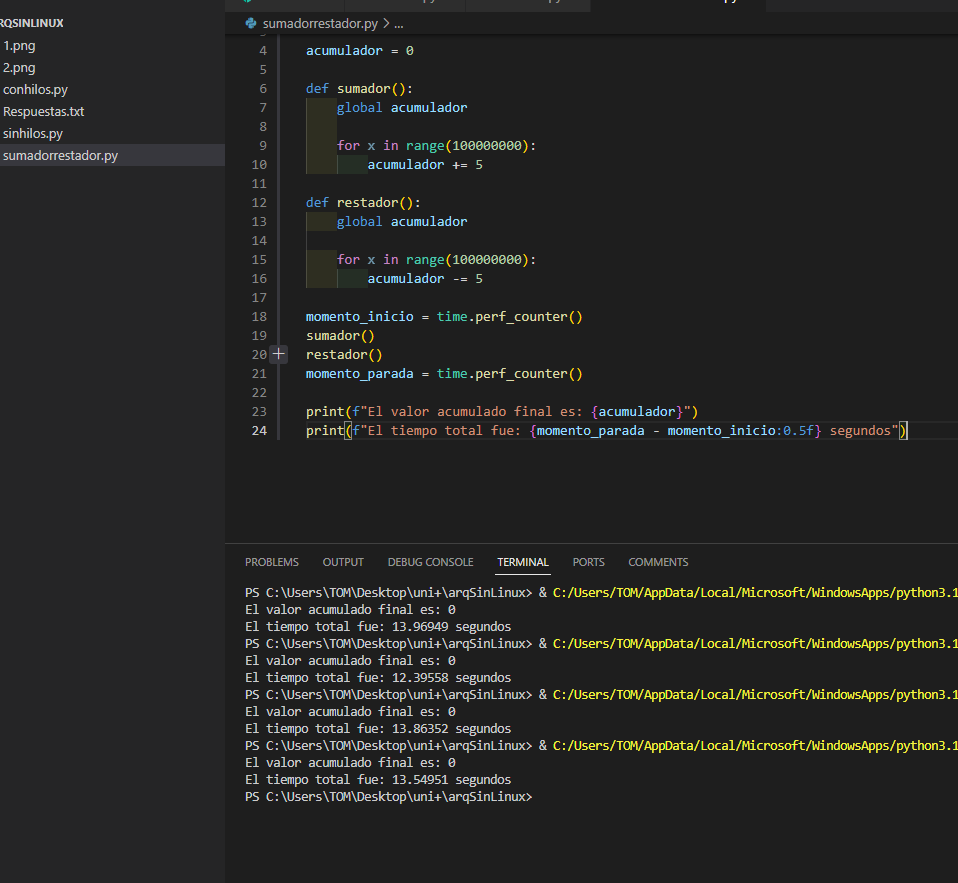 RQSINLINUX
1.png
2.png
conhilos.py
Respuestas.txt
sinhilos.py
sumadorrestador.py
sumadorrestador.py > ...
4 acumulador = 0
5
6 def sumador():
7 global acumulador
8
9 for x in range(100000000):
10 acumulador += 5
11
12 def restador():
13 global acumulador
14
15 for x in range(100000000):
16 acumulador -= 5
17
18 momento_inicio = time.perf_counter()
19 sumador()
20 + restador()
21 momento_parada = time.perf_counter()
22
23 print(f"El valor acumulado final es: {acumulador}")
24 print(f"El tiempo total fue: {momento_parada - momento_inicio:0.5f} segundos")
PROBLEMS OUTPUT DEBUG CONSOLE TERMINAL PORTS COMMENTS
PS C:\Users\TOM\Desktop\uni+\arqSinLinux> & C:/Users/TOM/AppData/Local/Microsoft/WindowsApps/python3.1
El valor acumulado final es: 0
El tiempo total fue: 13.96949 segundos
PS C:\Users\TOM\Desktop\uni+\arqSinLinux> & C:/Users/TOM/AppData/Local/Microsoft/WindowsApps/python3.1
El valor acumulado final es: 0
El tiempo total fue: 12.39558 segundos
PS C:\Users\TOM\Desktop\uni+\arqSinLinux> & C:/Users/TOM/AppData/Local/Microsoft/WindowsApps/python3.1
El valor acumulado final es: 0
El tiempo total fue: 13.86352 segundos
PS C:\Users\TOM\Desktop\uni+\arqSinLinux> & C:/Users/TOM/AppData/Local/Microsoft/WindowsApps/python3.1
El valor acumulado final es: 0
El tiempo total fue: 13.54951 segundos
PS C:\Users\TOM\Desktop\uni+\arqSinLinux>